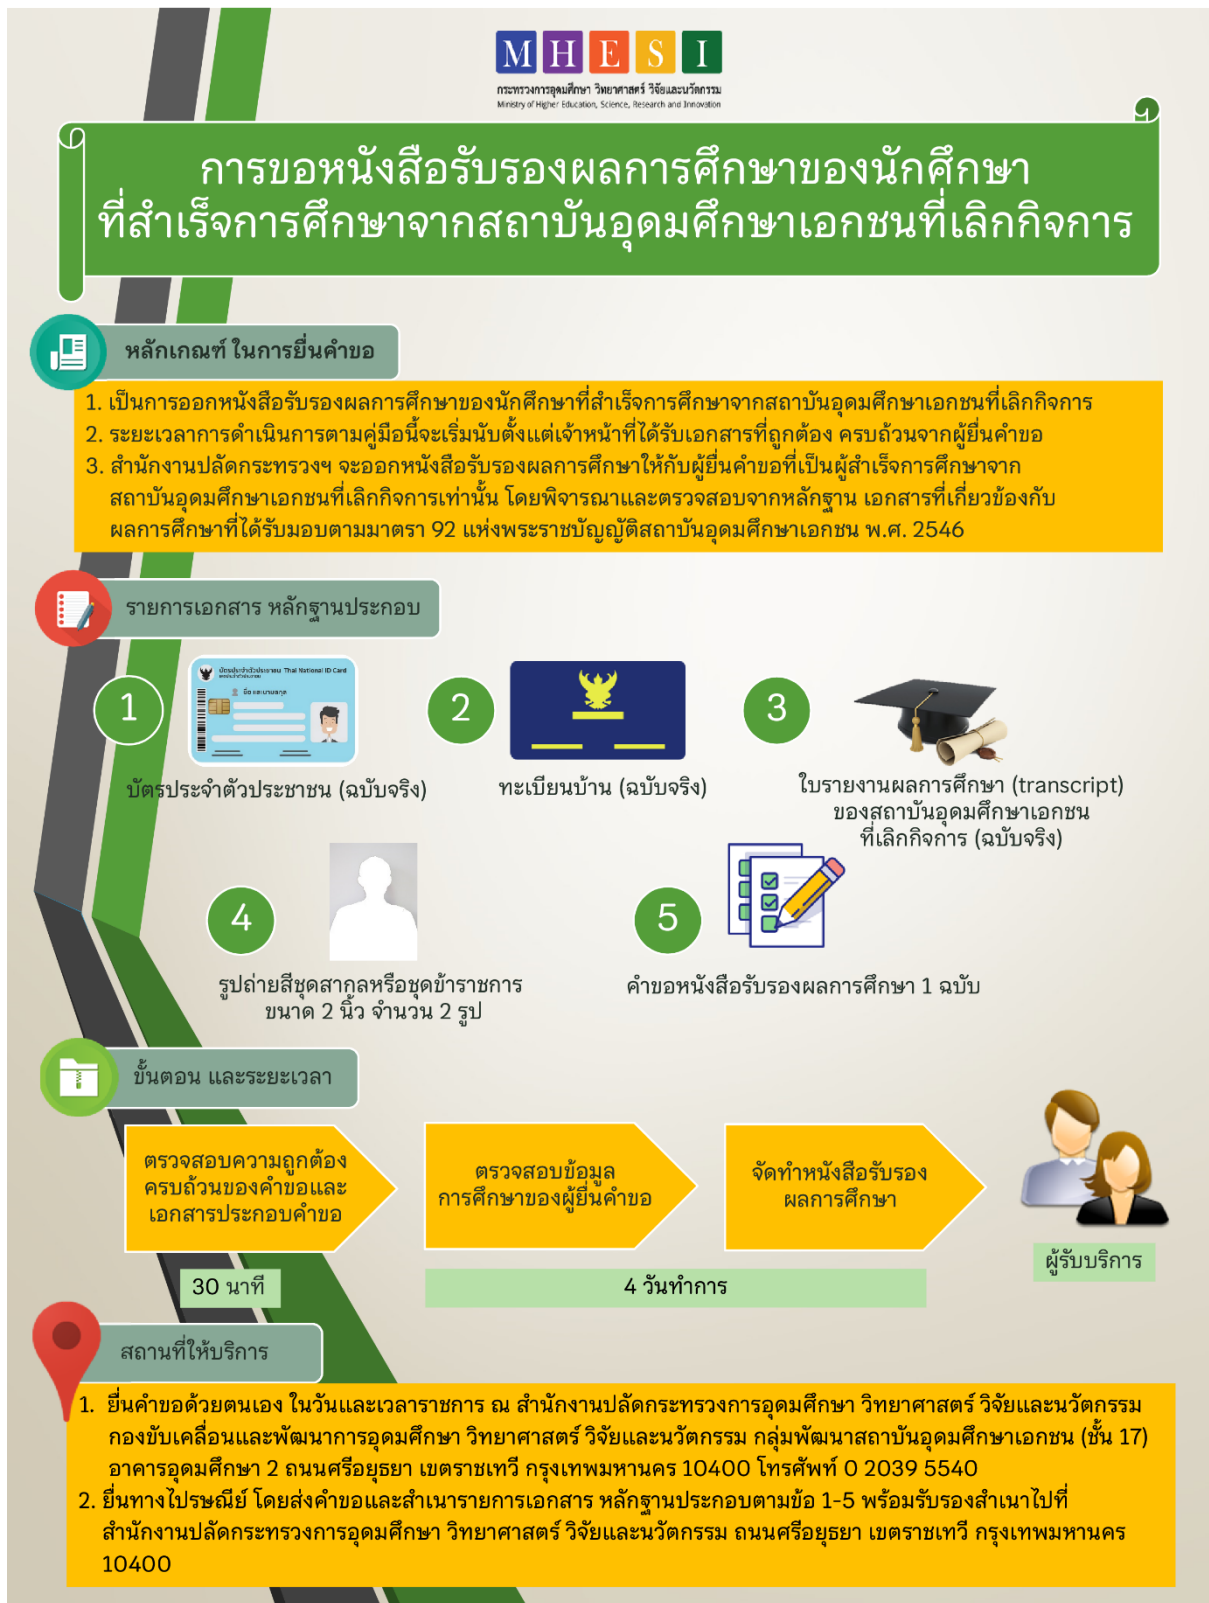 M H E S I
กระทรวงการอุดมศึกษา วิทยาศาสตร์ วิจัยและนวัตกรรม
Ministry of Higher Education, Science, Research and Innovation
การขอหนังสือรับรองผลการศึกษาของนักศึกษา
ที่สำเร็จการศึกษาจากสถาบันอุดมศึกษาเอกชนที่เลิกกิจการ
หลักเกณฑ์ ในการยื่นคำขอ
1. เป็นการออกหนังสือรับรองผลการศึกษาของนักศึกษาที่สำเร็จการศึกษาจากสถาบันอุดมศึกษาเอกชนที่เลิกกิจการ
2. ระยะเวลาการดำเนินการตามคู่มือนี้จะเริ่มนับตั้งแต่เจ้าหน้าที่ได้รับเอกสารที่ถูกต้อง ครบถ้วนจากผู้ยื่นคำขอ
3. สำนักงานปลัดกระทรวงฯ จะออกหนังสือรับรองผลการศึกษาให้กับผู้ยื่นคำขอที่เป็นผู้สำเร็จการศึกษาจาก
สถาบันอุดมศึกษาเอกชนที่เลิกกิจการเท่านั้น โดยพิจารณาและตรวจสอบจากหลักฐาน เอกสารที่เกี่ยวข้องกับ
ผลการศึกษาที่ได้รับมอบตามมาตรา 92 แห่งพระราชบัญญัติสถาบันอุดมศึกษาเอกชน พ.ศ. 2546
รายการเอกสาร หลักฐานประกอบ
1
บัตรประจำตัวประชาชน Thai National ID Card
ชื่อ และนามสกุล
บัตรประจำตัวประชาชน (ฉบับจริง)
2
ทะเบียนบ้าน (ฉบับจริง)
3
ใบรายงานผลการศึกษา (transcript)
ของสถาบันอุดมศึกษาเอกชน
ที่เลิกกิจการ (ฉบับจริง)
4
รูปถ่ายสีชุดสากลหรือชุดข้าราชการ
ขนาด 2 นิ้ว จำนวน 2 รูป
5
คำขอหนังสือรับรองผลการศึกษา 1 ฉบับ
ขั้นตอน และระยะเวลา
ตรวจสอบความถูกต้อง
ครบถ้วนของคำขอและ
เอกสารประกอบคำขอ
30 นาที
ตรวจสอบข้อมูล
การศึกษาของผู้ยื่นคำขอ
จัดทำหนังสือรับรอง
ผลการศึกษา
4 วันทำการ
ผู้รับบริการ
สถานที่ให้บริการ
1. ยื่นคำขอด้วยตนเอง ในวันและเวลาราชการ ณ สำนักงานปลัดกระทรวงการอุดมศึกษา วิทยาศาสตร์ วิจัยและนวัตกรรม
กองขับเคลื่อนและพัฒนาการอุดมศึกษา วิทยาศาสตร์ วิจัยและนวัตกรรม กลุ่มพัฒนาสถาบันอุดมศึกษาเอกชน (ชั้น 17)
อาคารอุดมศึกษา 2 ถนนศรีอยุธยา เขตราชเทวี กรุงเทพมหานคร 10400 โทรศัพท์ 0 2039 5540
2. ยื่นทางไปรษณีย์ โดยส่งคำขอและสำเนารายการเอกสาร หลักฐานประกอบตามข้อ 1-5 พร้อมรับรองสำเนาไปที่
สำนักงานปลัดกระทรวงการอุดมศึกษา วิทยาศาสตร์ วิจัยและนวัตกรรม ถนนศรีอยุธยา เขตราชเทวี กรุงเทพมหานคร
10400